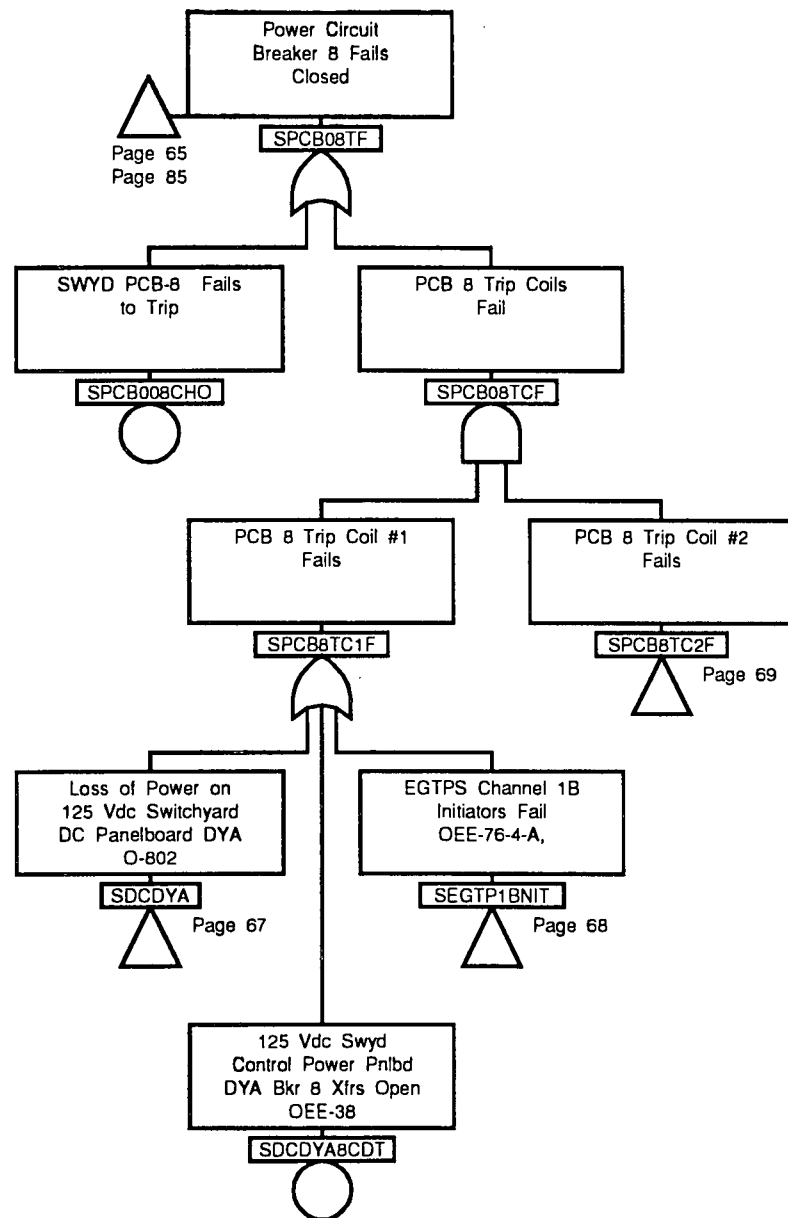 Power Circuit
Breaker 8 Fails
Closed
SPCB08TF
Page 65
Page 85
SWYD PCB-8 Fails
to Trip
SPCB008CHO
PCB 8 Trip Coils
Fail
SPCB08TCF
PCB 8 Trip Coil #1
Fails
SPCB8TC1F
PCB 8 Trip Coil #2
Fails
SPCB8TC2F
Page 69
Loss of Power on
125 Vdc Switchyard
DC Panelboard DYA
O-802
SDCDYA
Page 67
EGTPS Channel 1B
Initiators Fail
OEE-76-4-A,
SEGTP1BNIT
Page 68
125 Vdc Swyd
Control Power Pnlbd
DYA Bkr 8 Xfrs Open
OEE-38
SDCDYA8CDT